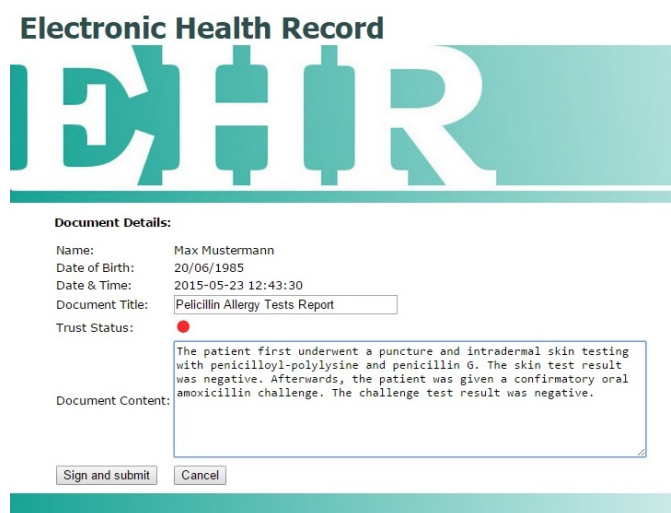 Electronic Health Record
EHR
Document Details:
Name: Max Mustermann
Date of Birth: 20/06/1985
Date & Time: 2015-05-23 12:43:30
Document Title: Pelicillin Allergy Tests Report
Trust Status:
Document Content:
The patient first underwent a puncture and intradermal skin testing
with penicilloyl-polylysine and penicillin G. The skin test result
was negative. Afterwards, the patient was given a confirmatory oral
amoxicillin challenge. The challenge test result was negative.
Sign and submit Cancel